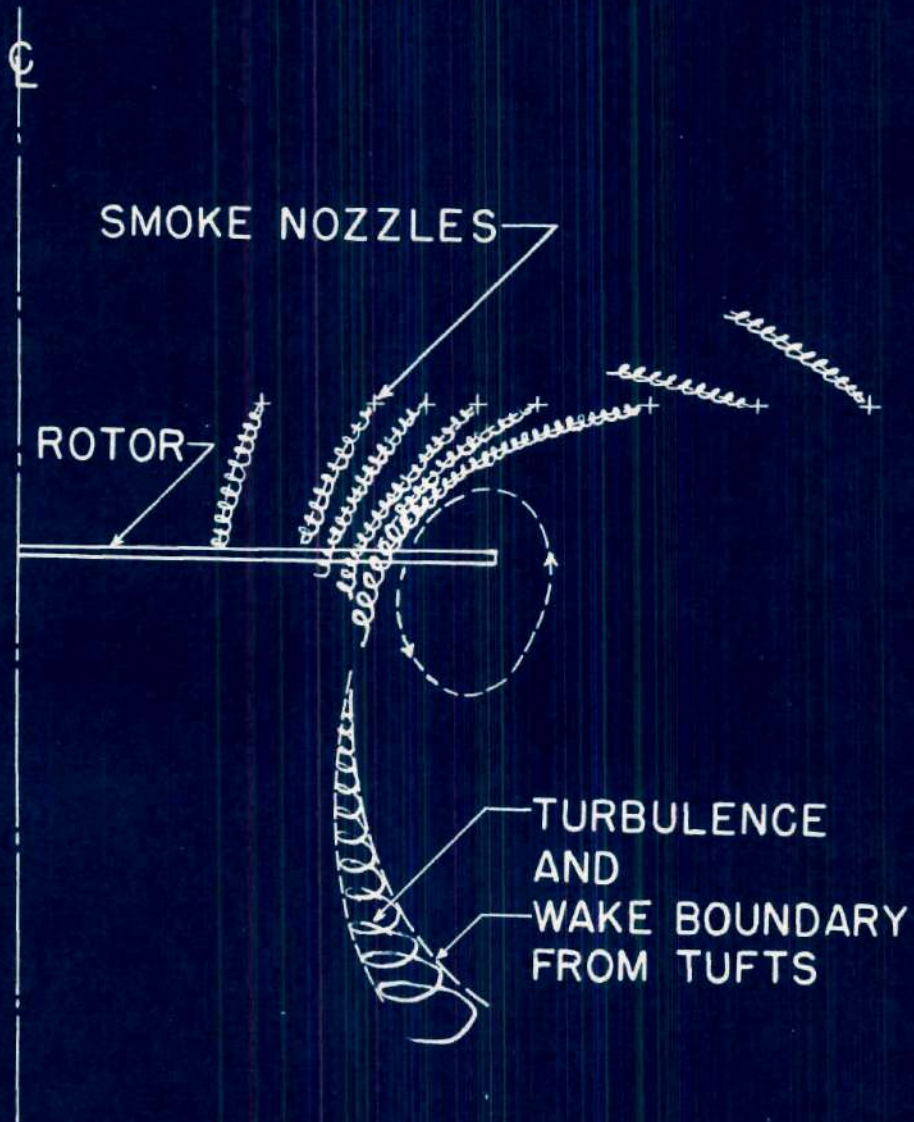 ℄
SMOKE NOZZLES
ROTOR
TURBULENCE
AND
WAKE BOUNDARY
FROM TUFTS